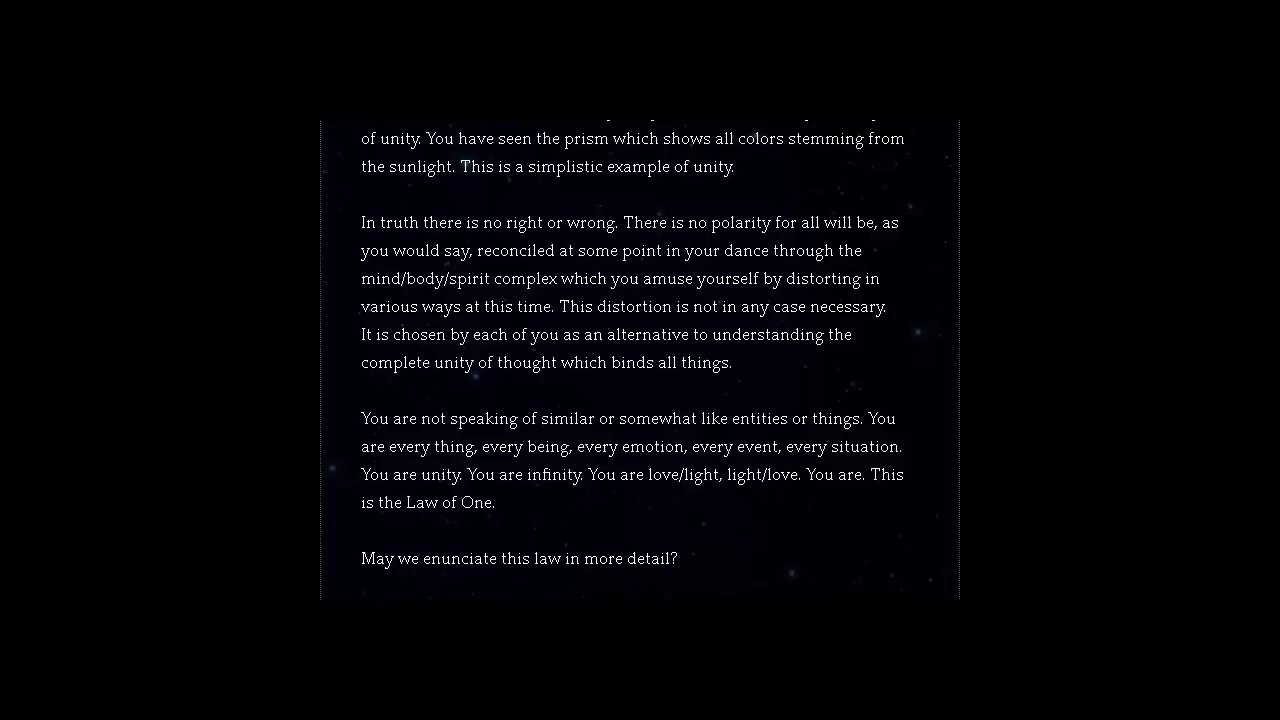 of unity. You have seen the prism which shows all colors stemming from
the sunlight. This is a simplistic example of unity.
In truth there is no right or wrong. There is no polarity for all will be, as
you would say, reconciled at some point in your dance through the
mind/body/spirit complex which you amuse yourself by distorting in
various ways at this time. This distortion is not in any case necessary.
It is chosen by each of you as an alternative to understanding the
complete unity of thought which binds all things.
You are not speaking of similar or somewhat like entities or things. You
are every thing, every being, every emotion, every event, every situation.
You are unity. You are infinity. You are love/light, light/love. You are. This
is the Law of One.
May we enunciate this law in more detail?